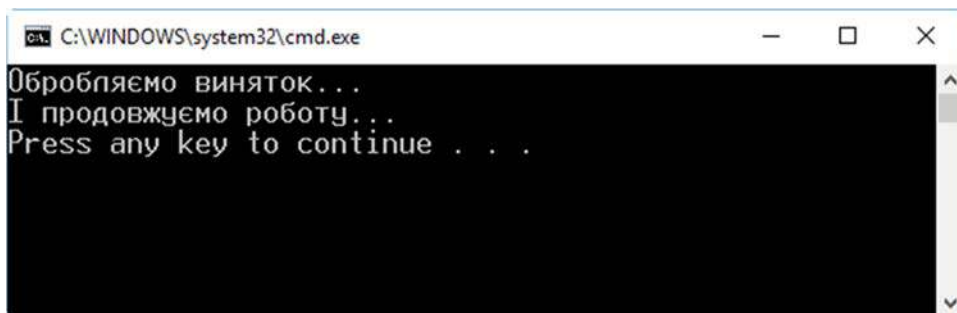 C:\WINDOWS\system32\cmd.exe
Обробляємо виняток...
І продовжуємо роботу...
Press any key to continue . . .